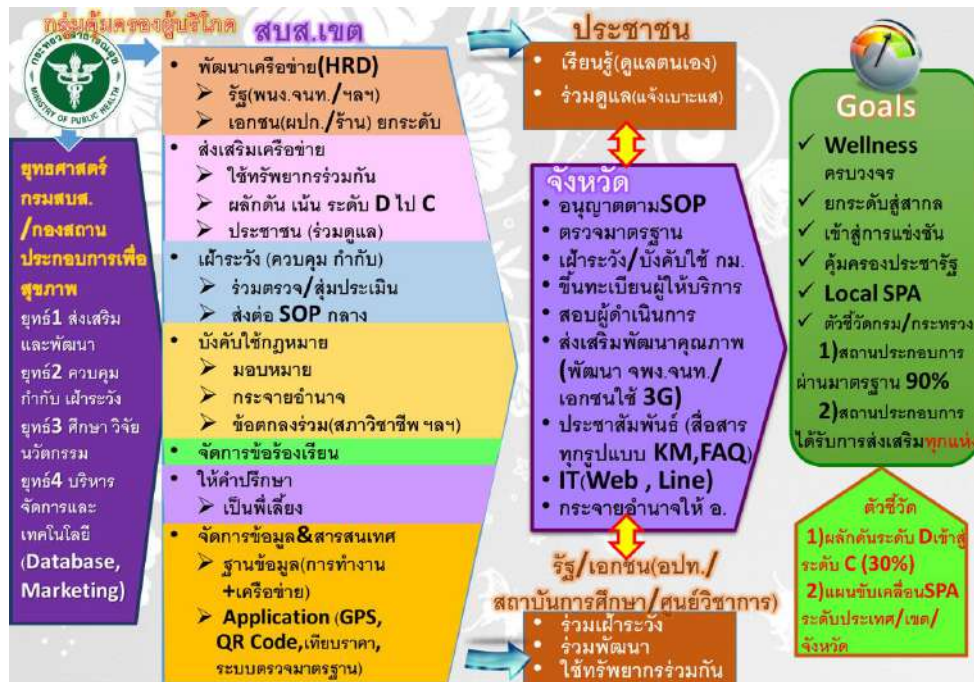 กลุ่มคุ้มครองผู้บริโภค
กระทรวงสาธารณสุข
MINISTRY OF PUBLIC HEALTH
ยุทธศาสตร์
กรมสบส.
/กองสถาน
ประกอบการเพื่อ
สุขภาพ
ยุทธ1 ส่งเสริม
และพัฒนา
ยุทธ2 ควบคุม
กำกับ เฝ้าระวัง
ยุทธ3 ศึกษา วิจัย
นวัตกรรม
ยุทธ4 บริหาร
จัดการและ
เทคโนโลยี
(Database,
Marketing)
สบส.เขต
• พัฒนาเครือข่าย(HRD)
➢ รัฐ(พนง.จนท./ฯลฯ)
➢ เอกชน(ผปก./ร้าน) ยกระดับ
• ส่งเสริมเครือข่าย
➢ ใช้ทรัพยากรร่วมกัน
➢ ผลักดัน เน้น ระดับ D ไป C
➢ ประชาชน (ร่วมดูแล)
• เฝ้าระวัง (ควบคุม กำกับ)
➢ ร่วมตรวจ/สุ่มประเมิน
➢ ส่งต่อ SOP กลาง
• บังคับใช้กฎหมาย
➢ มอบหมาย
➢ กระจายอำนาจ
➢ ข้อตกลงร่วม(สภาวิชาชีพ ฯลฯ)
• จัดการข้อร้องเรียน
• ให้คำปรึกษา
➢ เป็นพี่เลี้ยง
• จัดการข้อมูล&สารสนเทศ
➢ ฐานข้อมูล(การทำงาน
+เครือข่าย)
➢ Application (GPS,
QR Code,เทียบราคา,
ระบบตรวจมาตรฐาน)
ประชาชน
• เรียนรู้(ดูแลตนเอง)
• ร่วมดูแล(แจ้งเบาะแส)
จังหวัด
• อนุญาตตามSOP
• ตรวจมาตรฐาน
• เฝ้าระวัง/บังคับใช้ กม.
• ขึ้นทะเบียนผู้ให้บริการ
• สอบผู้ดำเนินการ
• ส่งเสริมพัฒนาคุณภาพ
(พัฒนา จพง.จนท./
เอกชนใช้ 3G)
• ประชาสัมพันธ์ (สื่อสาร
ทุกรูปแบบ KM,FAQ)
• IT(Web , Line)
• กระจายอำนาจให้ อ.
รัฐ/เอกชน(อปท./
สถาบันการศึกษา/ศูนย์วิชาการ)
• ร่วมเฝ้าระวัง
• ร่วมพัฒนา
• ใช้ทรัพยากรร่วมกัน
Goals
✓ Wellness
ครบวงจร
✓ ยกระดับสู่สากล
✓ เข้าสู่การแข่งขัน
✓ คุ้มครองประชารัฐ
✓ Local SPA
✓ ตัวชี้วัดกรม/กระทรวง
1)สถานประกอบการ
ผ่านมาตรฐาน 90%
2)สถานประกอบการ
ได้รับการส่งเสริมทุกแห่ง
ตัวชี้วัด
1)ผลักดันระดับ Dเข้าสู่
ระดับ C (30%)
2)แผนขับเคลื่อนSPA
ระดับประเทศ/เขต/
จังหวัด